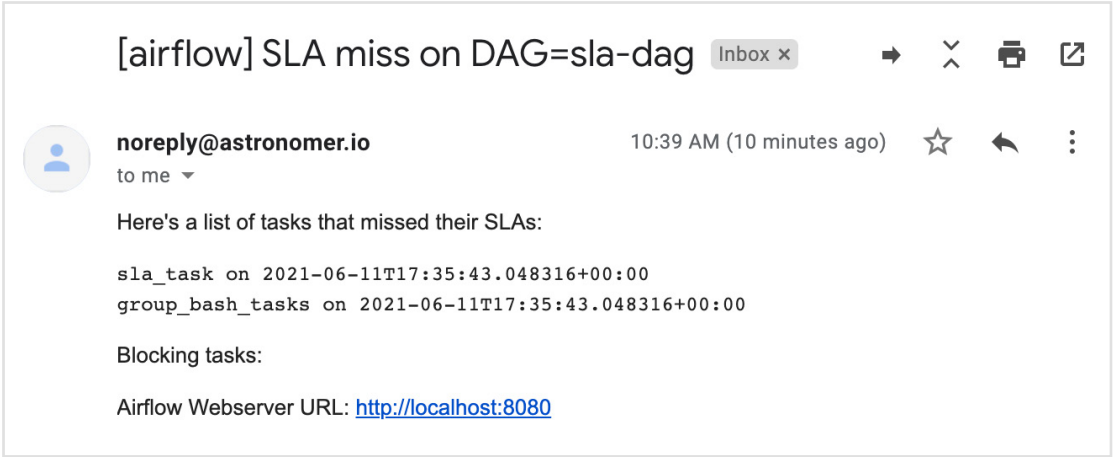 [airflow] SLA miss on DAG=sla-dag Inbox ×
noreply@astronomer.io 10:39 AM (10 minutes ago)
to me
Here's a list of tasks that missed their SLAs:
sla_task on 2021-06-11T17:35:43.048316+00:00
group_bash_tasks on 2021-06-11T17:35:43.048316+00:00
Blocking tasks:
Airflow Webserver URL: http://localhost:8080